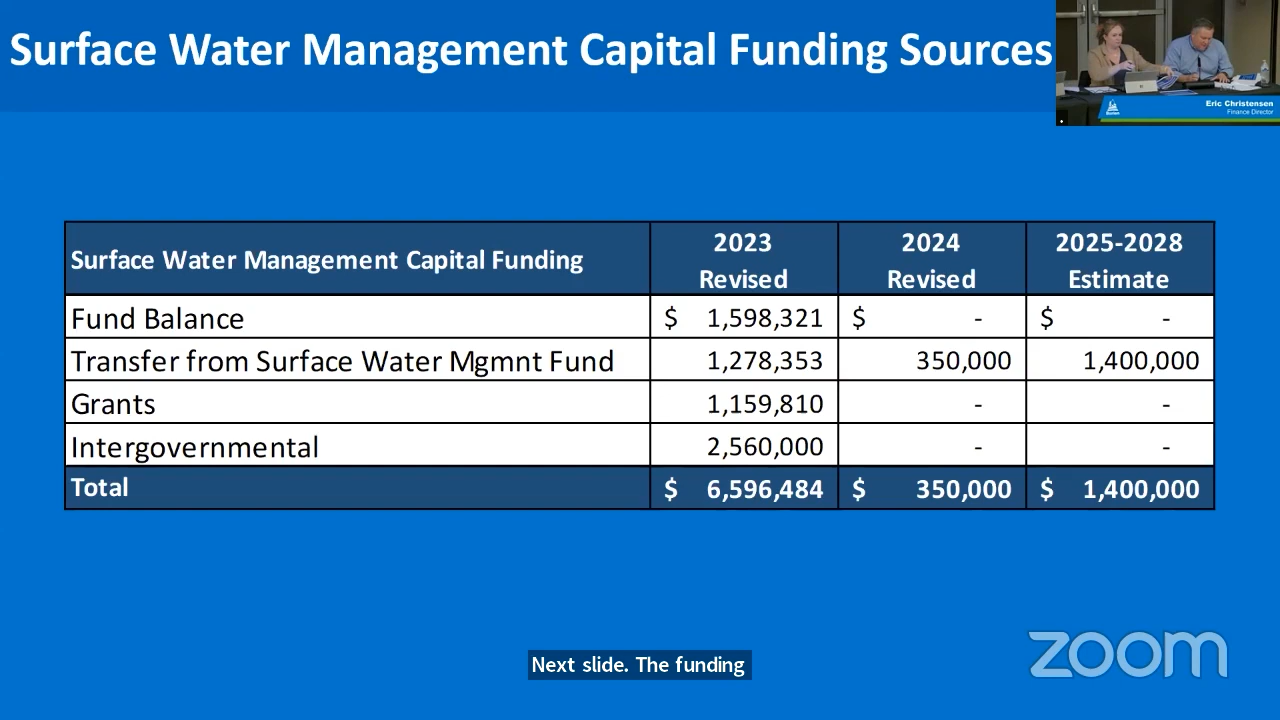 Surface Water Management Capital Funding Sources
Eric Christensen
Finance Director
Surface Water Management Capital Funding
2023 Revised
2024 Revised
2025-2028 Estimate
Fund Balance $ 1,598,321 $ - $ -
Transfer from Surface Water Mgmnt Fund 1,278,353 350,000 1,400,000
Grants 1,159,810 - -
Intergovernmental 2,560,000 - -
Total $ 6,596,484 $ 350,000 $ 1,400,000
Next slide. The funding
zoom